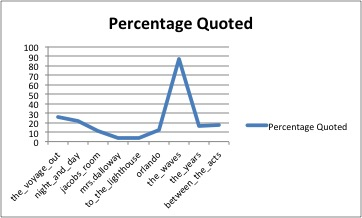 Percentage Quoted
100
90
80
70
60
50
40
30
20
10
0
Percentage Quoted
the_voyage_out
night_and_day
jacobs_room
mrs_dalloway
to_the_lighthouse
orlando
the_waves
the_years
between_the_acts